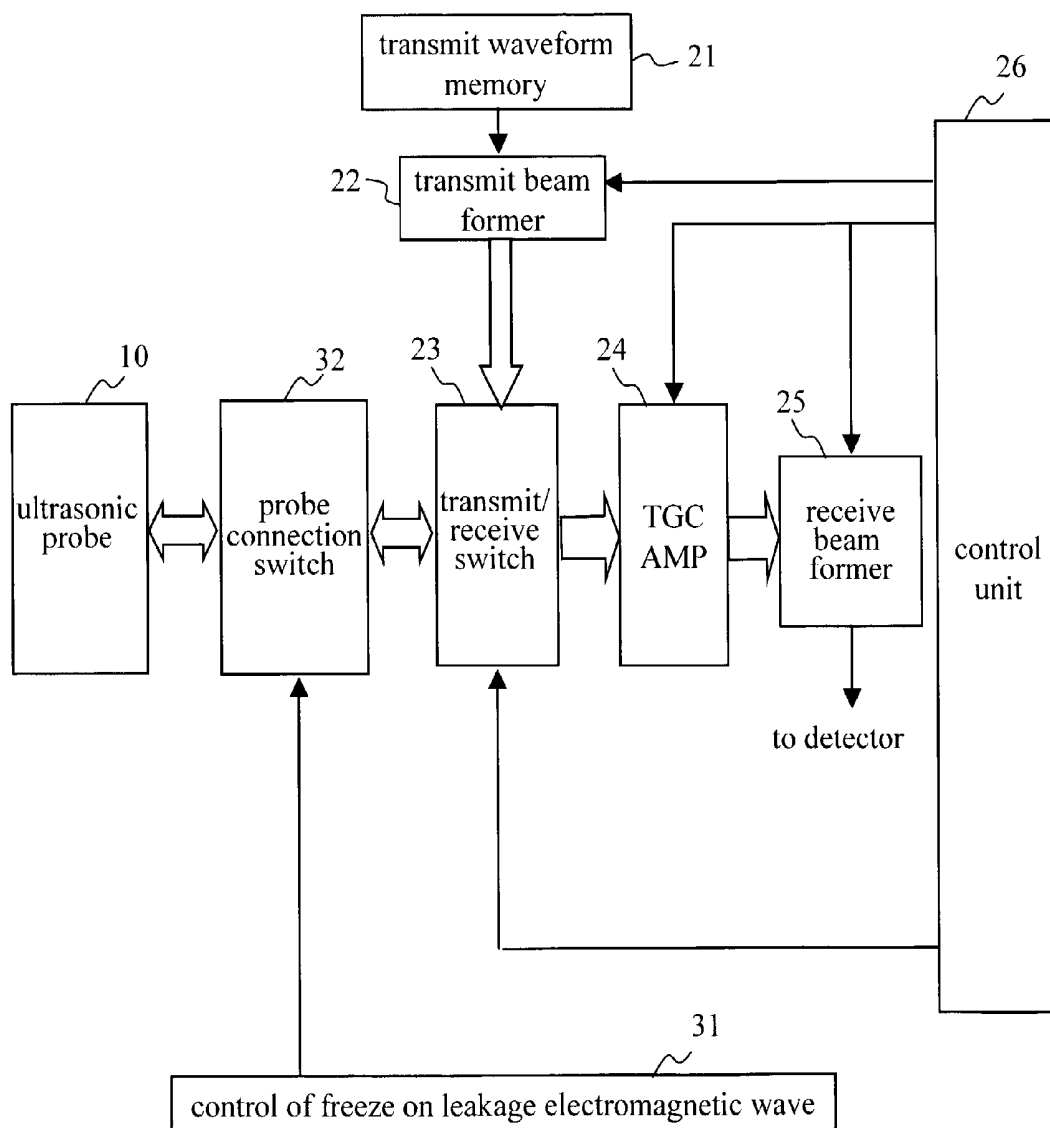 transmit waveform
memory
21
26
22
transmit beam
former
10
32
23
24
25
ultrasonic
probe
probe
connection
switch
transmit/
receive
switch
TGC
AMP
receive
beam
former
control
unit
to detector
31
control of freeze on leakage electromagnetic wave